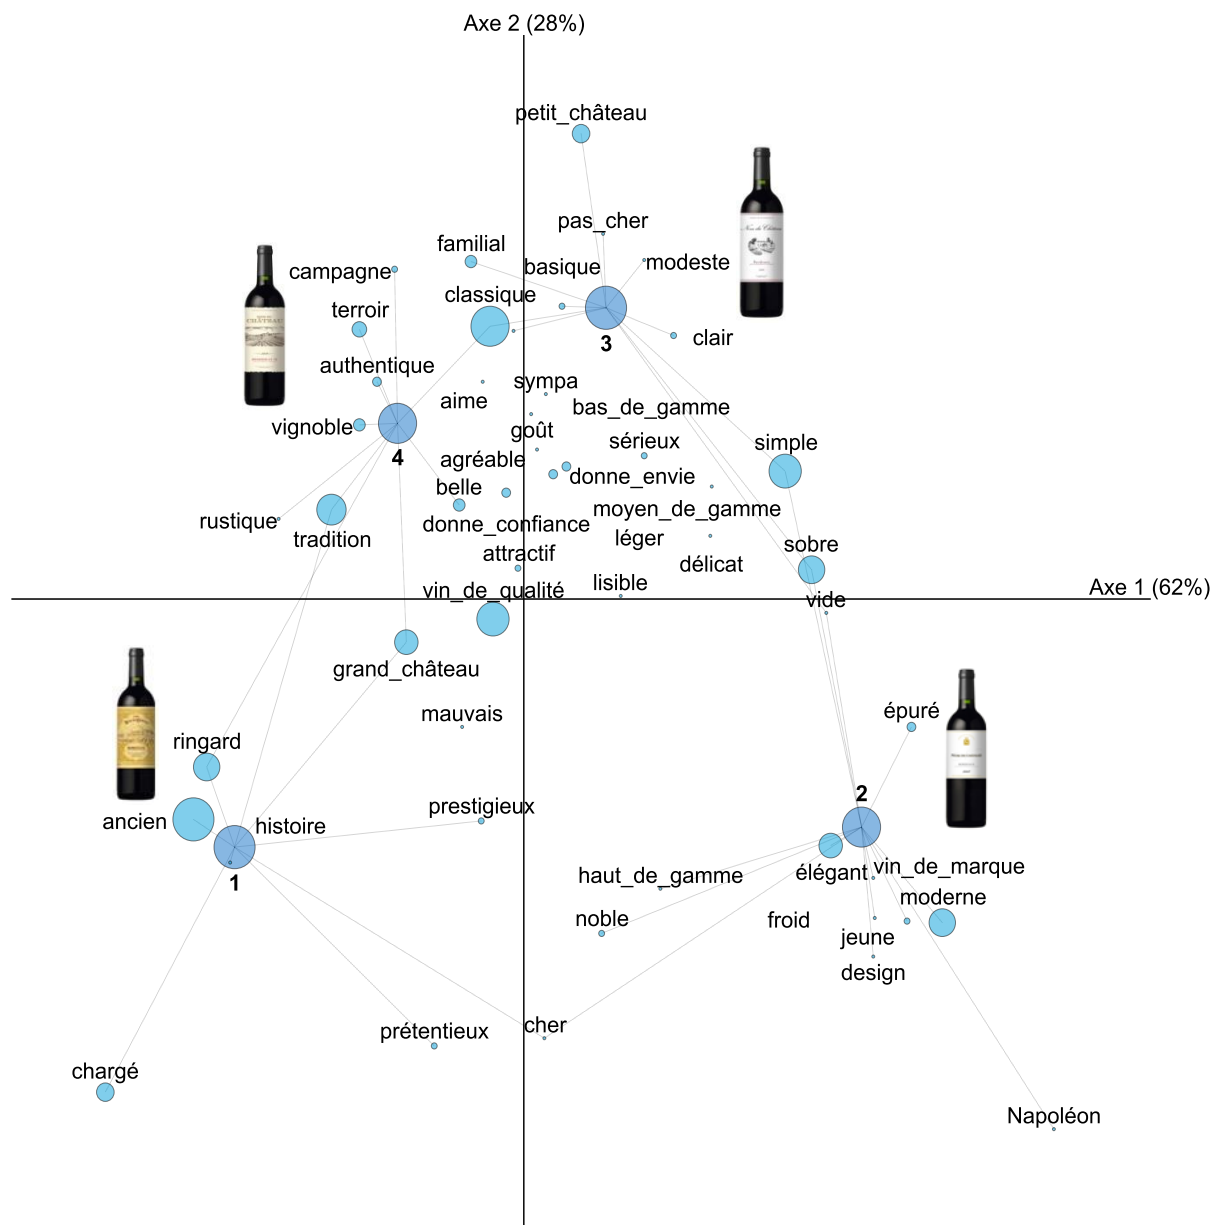 Axe 2 (28%)
petit_château
pas_cher
familial
basique
modeste
campagne
classique
terroir
3
clair
authentique
sympa
aime
bas_de_gamme
vignoble
goût
sérieux
simple
4
agréable
donne_envie
belle
moyen_de_gamme
rustique
donne_confiance
tradition
léger
sobre
attractif
délicat
lisible
vin_de_qualité
vide
Axe 1 (62%)
grand_château
mauvais
épuré
ringard
2
prestigieux
ancien
histoire
1
haut_de_gamme
élégant
vin_de_marque
moderne
noble
froid
jeune
design
cher
prétentieux
chargé
Napoléon